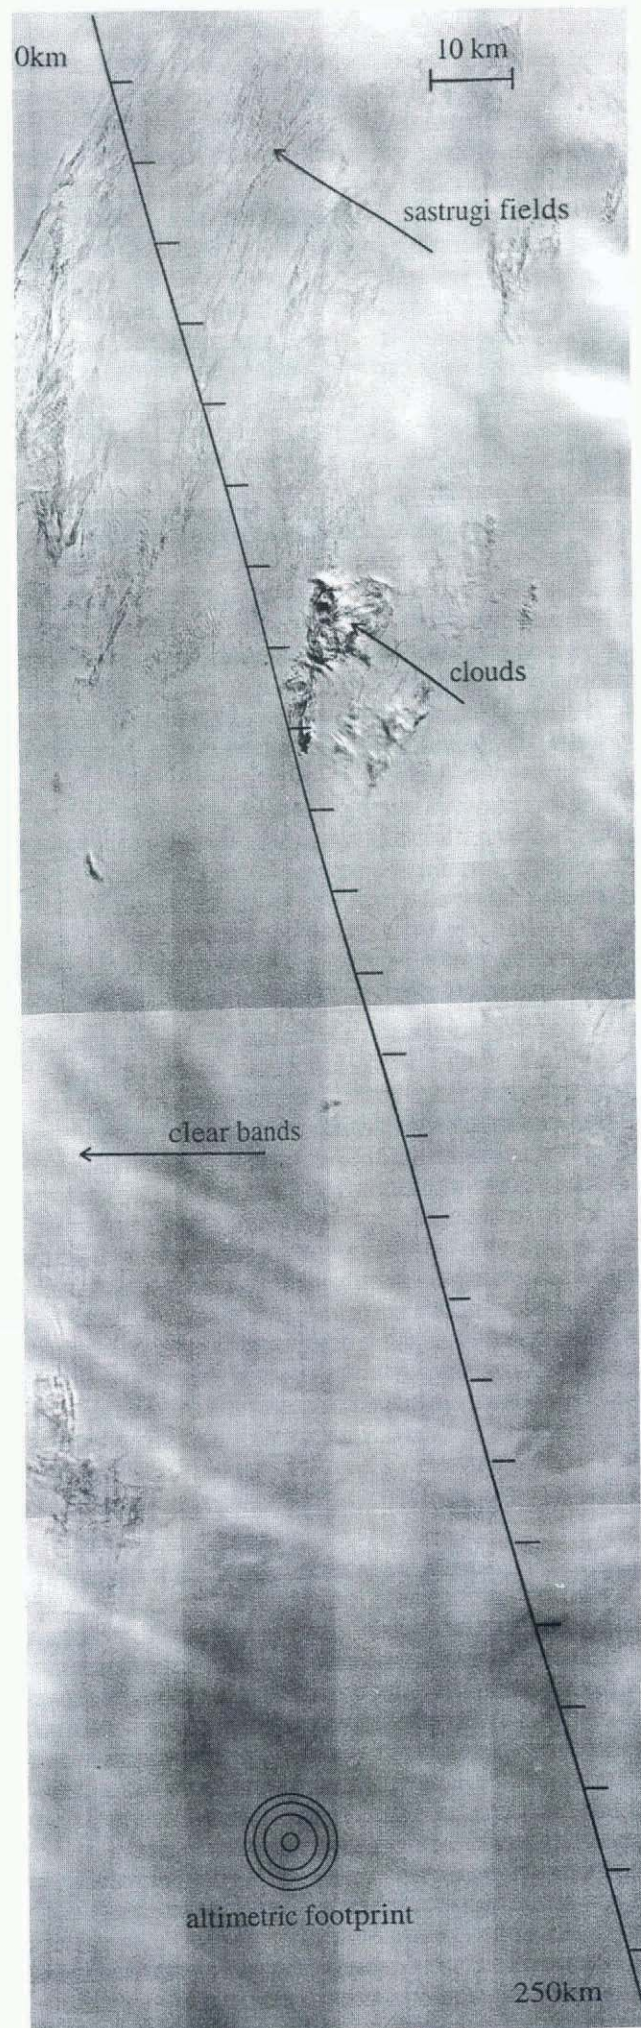 0km
10 km
sastrugi fields
clouds
clear bands
altimetric footprint
250km